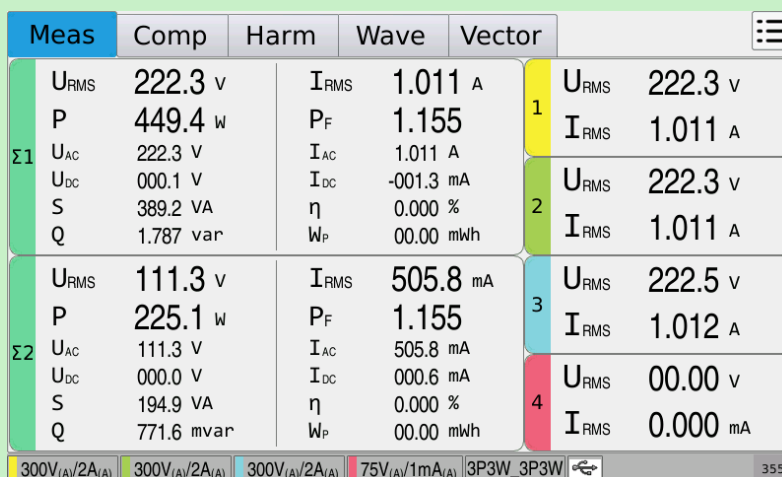 Meas Comp Harm Wave Vector
Σ1
URMS 222.3 V IRMS 1.011 A
P 449.4 W PF 1.155
UAC 222.3 V IAC 1.011 A
UDC 000.1 V IDC -001.3 mA
S 389.2 VA η 0.000 %
Q 1.787 var WP 00.00 mWh
Σ2
URMS 111.3 V IRMS 505.8 mA
P 225.1 W PF 1.155
UAC 111.3 V IAC 505.8 mA
UDC 000.0 V IDC 000.6 mA
S 194.9 VA η 0.000 %
Q 771.6 mvar WP 00.00 mWh
1
URMS 222.3 V
IRMS 1.011 A
2
URMS 222.3 V
IRMS 1.011 A
3
URMS 222.5 V
IRMS 1.012 A
4
URMS 00.00 V
IRMS 0.000 mA
300V(A)/2A(A) 300V(A)/2A(A) 300V(A)/2A(A) 75V(A)/1mA(A) 3P3W_3P3W 355